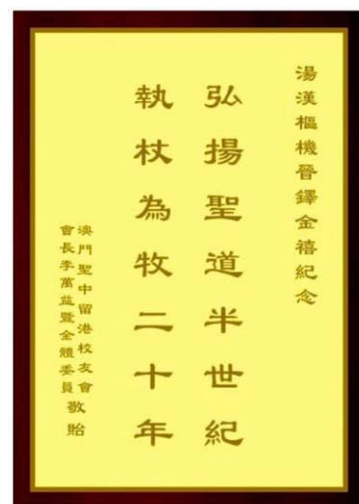 湯漢樞機晉鐸金禧紀念
弘揚聖道半世紀
執杖為牧二十年
澳門聖中留港校友會
會長李萬益暨全體委員
敬貽